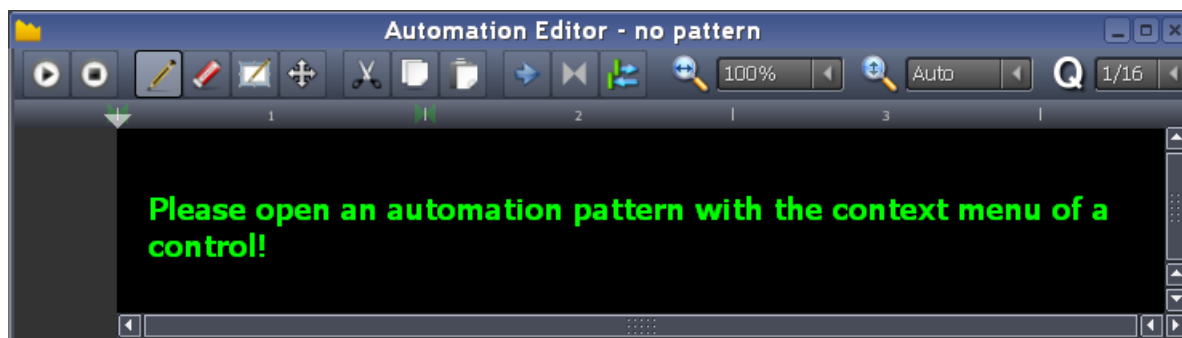 Automation Editor - no pattern
100% Auto Q 1/16
1 2 3
Please open an automation pattern with the context menu of a
control!